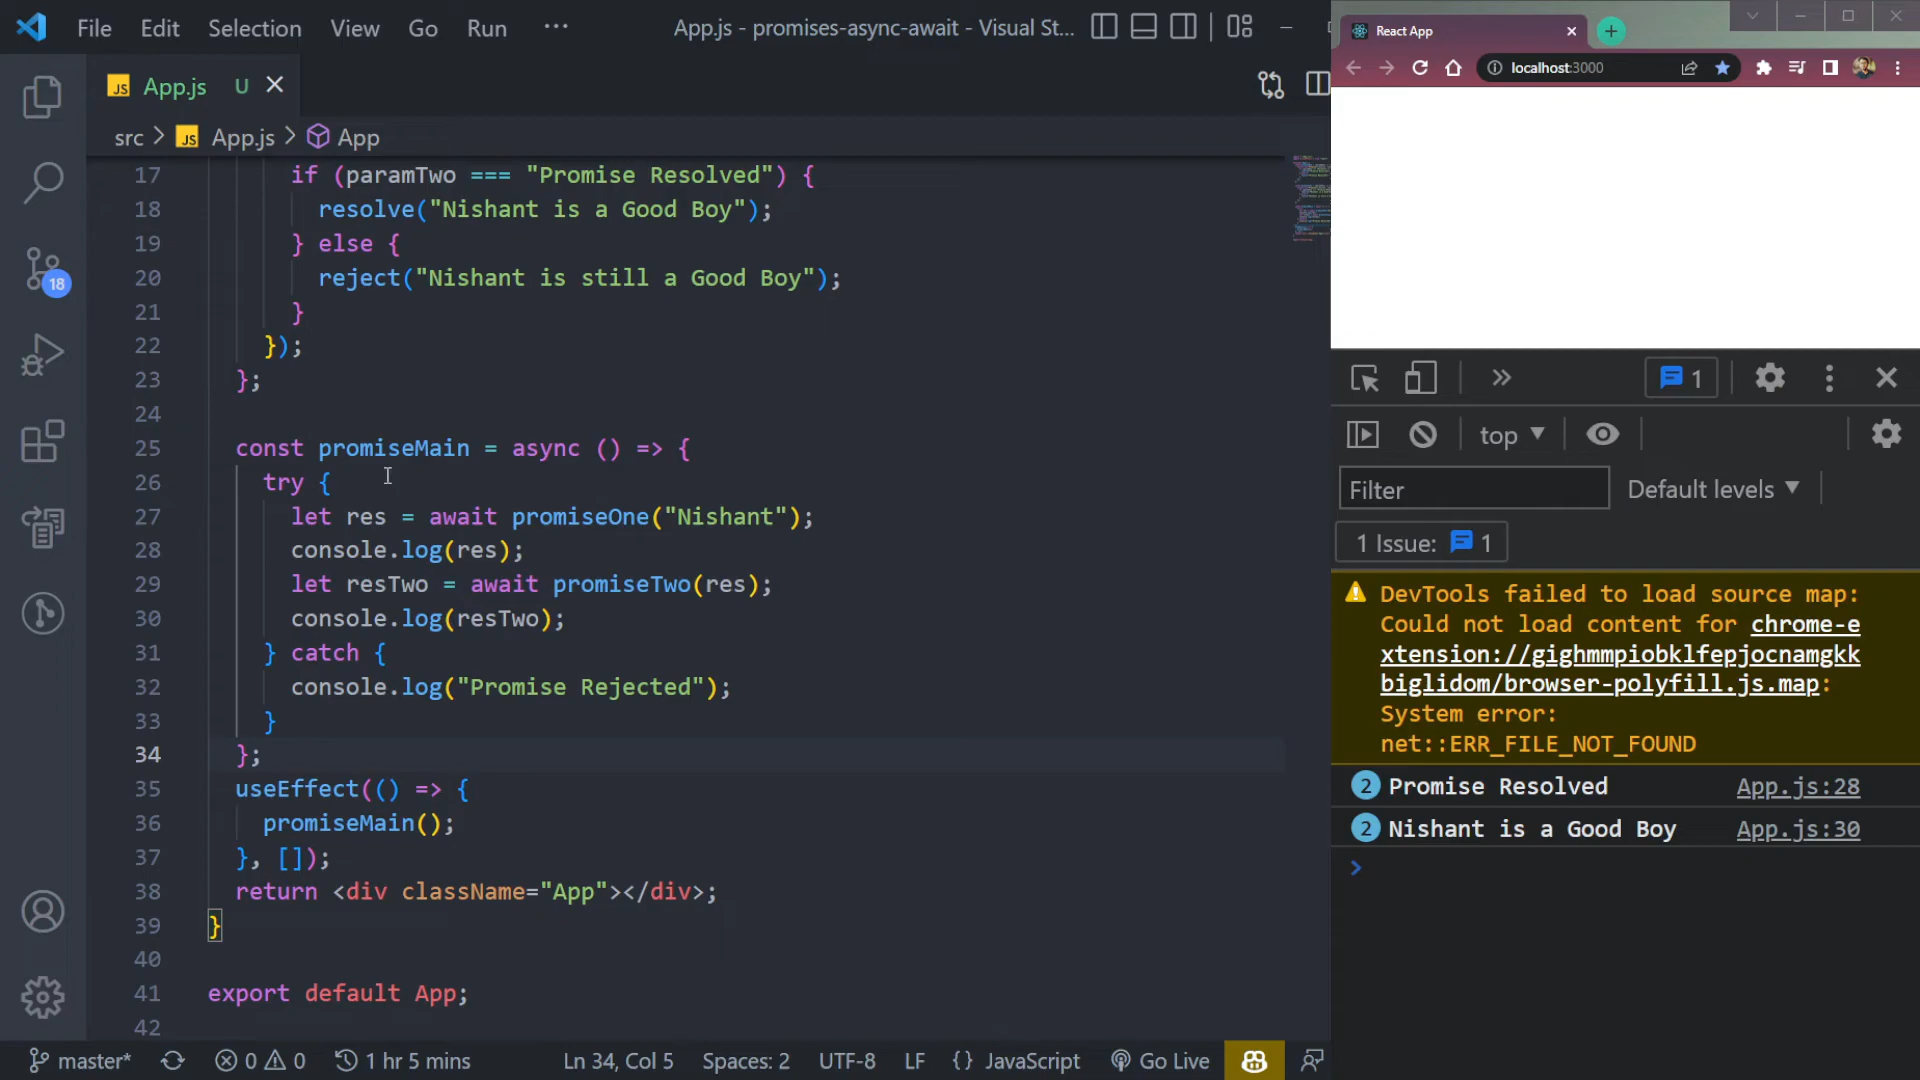 File Edit Selection View Go Run ··· App.js - promises-async-await - Visual St...
App.js U
src > App.js > App
17 if (paramTwo === "Promise Resolved") {
18 resolve("Nishant is a Good Boy");
19 } else {
20 reject("Nishant is still a Good Boy");
21 }
22 });
23 };
24
25 const promiseMain = async () => {
26 try {
27 let res = await promiseOne("Nishant");
28 console.log(res);
29 let resTwo = await promiseTwo(res);
30 console.log(resTwo);
31 } catch {
32 console.log("Promise Rejected");
33 }
34 };
35 useEffect(() => {
36 promiseMain();
37 }, []);
38 return <div className="App"></div>;
39 }
40
41 export default App;
42
18
master* 0 0 1 hr 5 mins Ln 34, Col 5 Spaces: 2 UTF-8 LF {} JavaScript Go Live
React App
localhost:3000
1
top
Filter Default levels
1 Issue: 1
DevTools failed to load source map:
Could not load content for chrome-e
xtension://gighmmpiobklfepjocnamgkk
biglidom/browser-polyfill.js.map:
System error:
net::ERR_FILE_NOT_FOUND
2 Promise Resolved App.js:28
2 Nishant is a Good Boy App.js:30